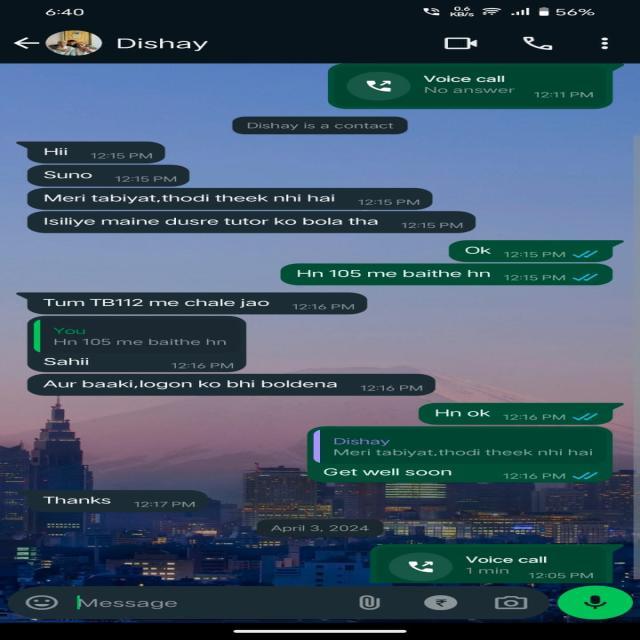 6:40
0.6
KB/s
56%
Dishay
Voice call
No answer 12:11 PM
Dishay is a contact
Hii 12:15 PM
Suno 12:15 PM
Meri tabiyat,thodi theek nhi hai 12:15 PM
Isiliye maine dusre tutor ko bola tha 12:15 PM
Ok 12:15 PM
Hn 105 me baithe hn 12:15 PM
Tum TB112 me chale jao 12:16 PM
You
Hn 105 me baithe hn
Sahii 12:16 PM
Aur baaki,logon ko bhi boldena 12:16 PM
Hn ok 12:16 PM
Dishay
Meri tabiyat,thodi theek nhi hai
Get well soon 12:16 PM
Thanks 12:17 PM
April 3, 2024
Voice call
1 min 12:05 PM
Message
₹